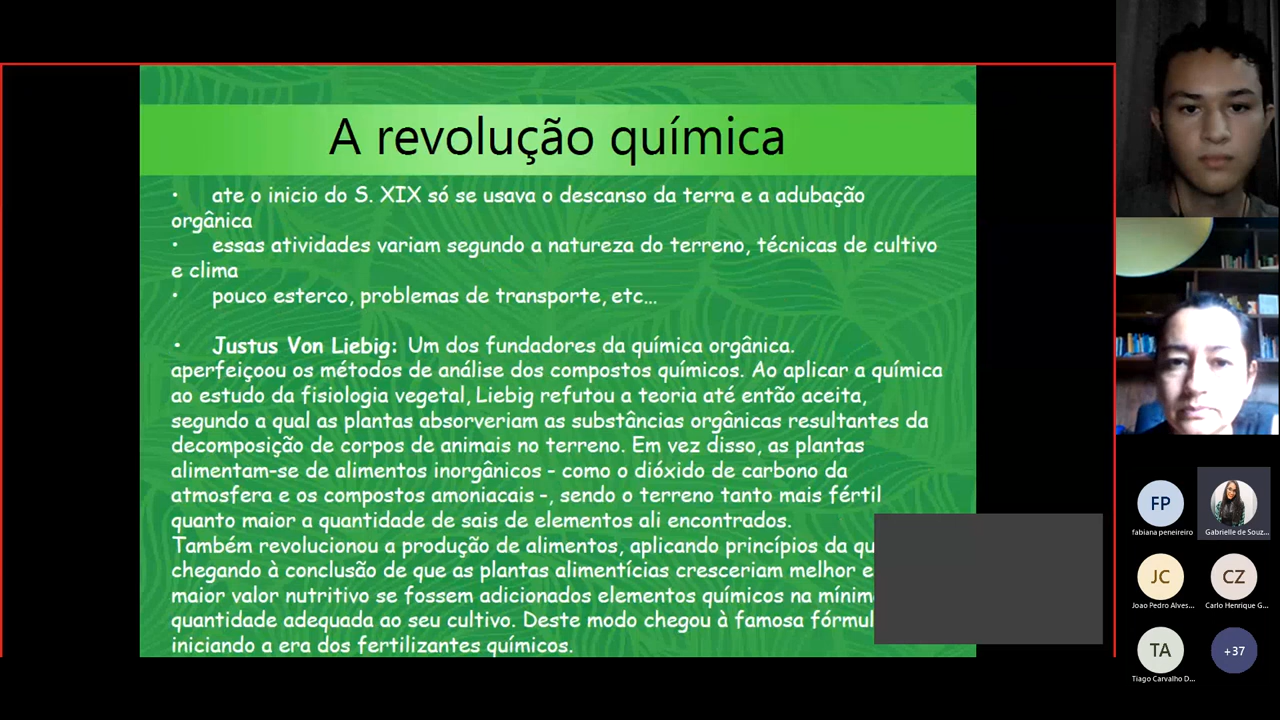 A revolução química
• ate o inicio do S. XIX só se usava o descanso da terra e a adubação
orgânica
• essas atividades variam segundo a natureza do terreno, técnicas de cultivo
e clima
• pouco esterco, problemas de transporte, etc...
• Justus Von Liebig: Um dos fundadores da química orgânica.
aperfeiçoou os métodos de análise dos compostos químicos. Ao aplicar a química
ao estudo da fisiologia vegetal, Liebig refutou a teoria até então aceita,
segundo a qual as plantas absorveriam as substâncias orgânicas resultantes da
decomposição de corpos de animais no terreno. Em vez disso, as plantas
alimentam-se de alimentos inorgânicos - como o dióxido de carbono da
atmosfera e os compostos amoniacais -, sendo o terreno tanto mais fértil
quanto maior a quantidade de sais de elementos ali encontrados.
Também revolucionou a produção de alimentos, aplicando princípios da
chegando à conclusão de que as plantas alimentícias cresceriam melhor e
maior valor nutritivo se fossem adicionados elementos químicos na
quantidade adequada ao seu cultivo. Deste modo chegou à famosa
iniciando a era dos fertilizantes químicos.
FP
fabiana peneireiro
Gabrielle de Souz...
JC
Joao Pedro Alves...
CZ
Carlo Henrique G...
TA
Tiago Carvalho D...
+37